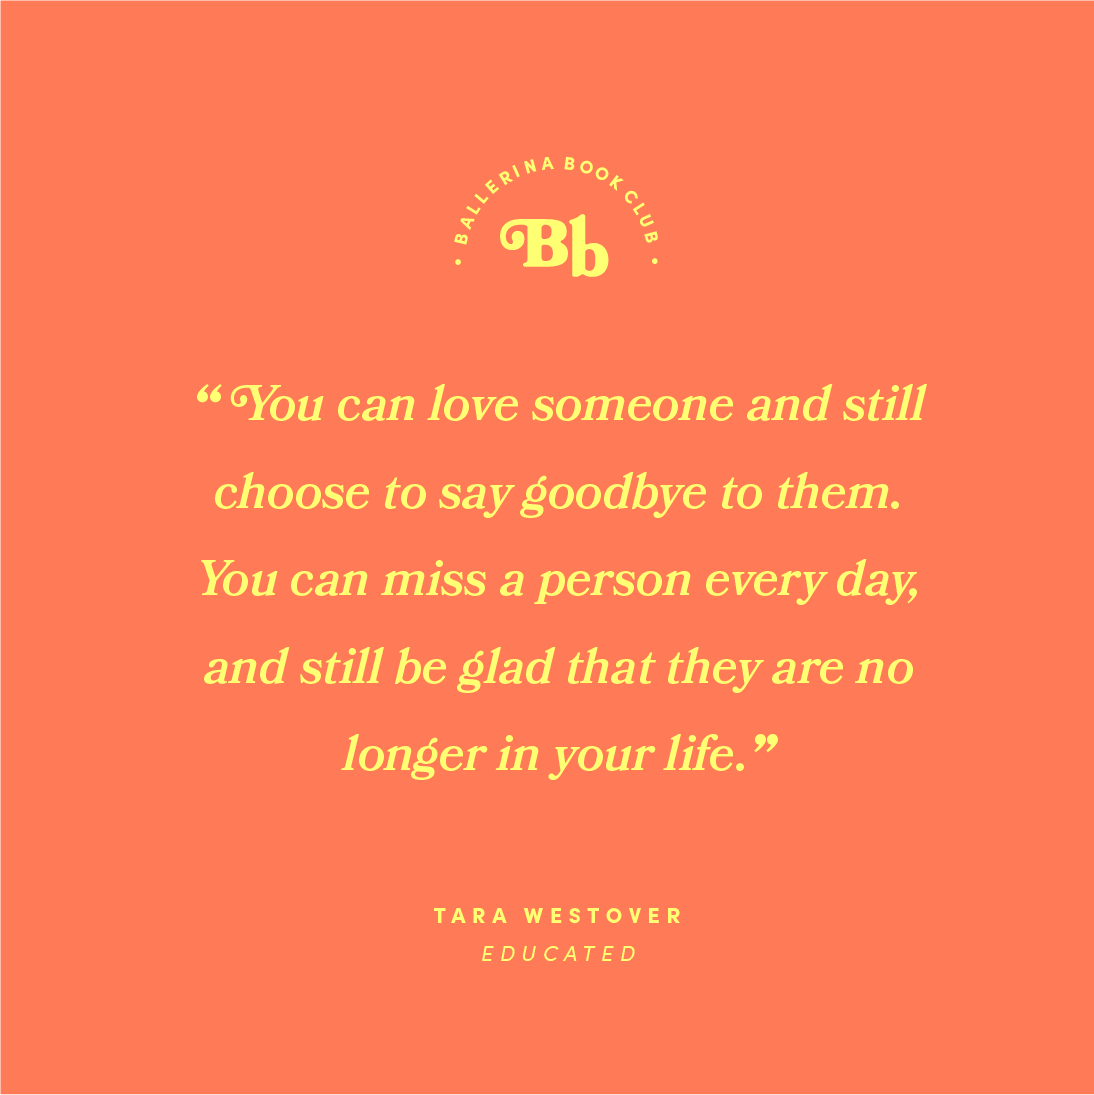 • BALLERINA BOOK CLUB •
Bb
“You can love someone and still
choose to say goodbye to them.
You can miss a person every day,
and still be glad that they are no
longer in your life.”
TARA WESTOVER
EDUCATED